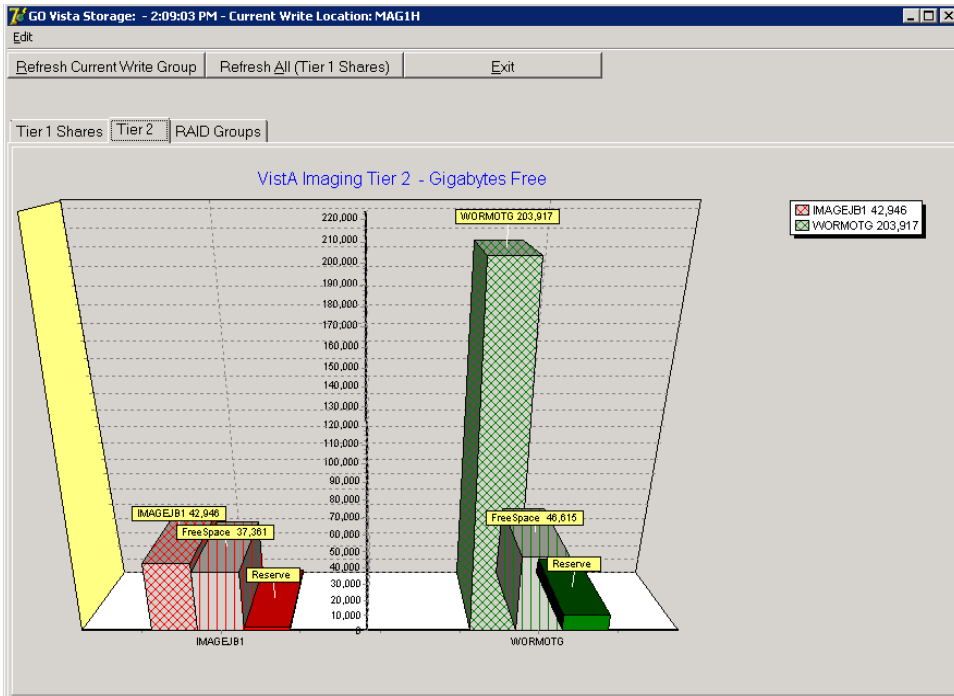 GO Vista Storage:  - 2:09:03 PM - Current Write Location: MAG1H
Edit
Refresh Current Write Group
Refresh All (Tier 1 Shares)
Exit
Tier 1 Shares
Tier 2
RAID Groups
VistA Imaging Tier 2 - Gigabytes Free
IMAGEJB1 42,946
WORMOTG 203,917
220,000
210,000
200,000
190,000
180,000
170,000
160,000
150,000
140,000
130,000
120,000
110,000
100,000
90,000
80,000
70,000
60,000
50,000
40,000
30,000
20,000
10,000
0
WORMOTG 203,917
IMAGEJB1 42,946
FreeSpace 37,361
Reserve
FreeSpace 46,615
Reserve
IMAGEJB1
WORMOTG